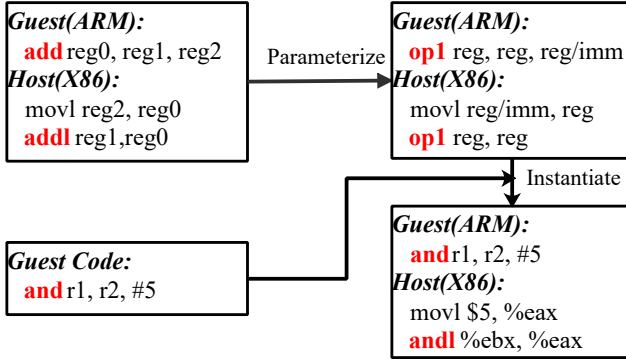 Guest(ARM):
add reg0, reg1, reg2
Host(X86):
movl reg2, reg0
addl reg1,reg0
Parameterize
Guest(ARM):
op1 reg, reg, reg/imm
Host(X86):
movl reg/imm, reg
op1 reg, reg
Instantiate
Guest Code:
and r1, r2, #5
Guest(ARM):
and r1, r2, #5
Host(X86):
movl $5, %eax
andl %ebx, %eax